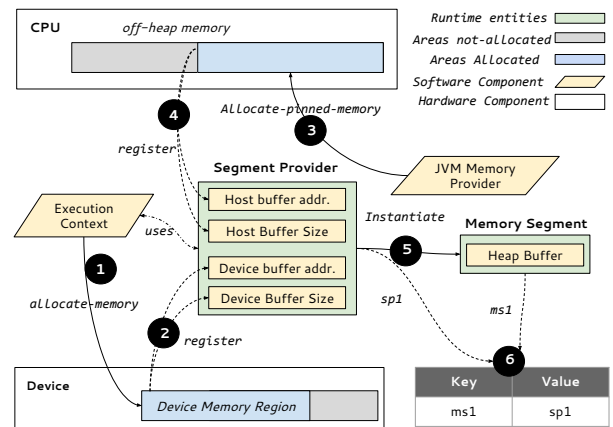 CPU
off-heap memory
Runtime entities
Areas not-allocated
Areas Allocated
Software Component
Hardware Component
4
Allocate-pinned-memory
3
register
Segment Provider
JVM Memory
Provider
Host buffer addr.
Host Buffer Size
Device buffer addr.
Device Buffer Size
Execution
Context
uses
1
allocate-memory
2
register
Instantiate
5
Memory Segment
Heap Buffer
sp1
ms1
6
Device
Device Memory Region
Key
Value
ms1
sp1